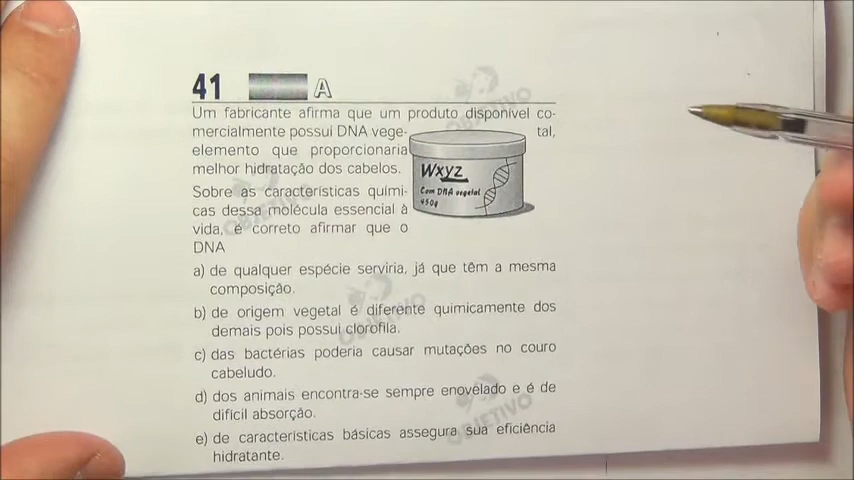 41 A
Um fabricante afirma que um produto disponível co-
mercialmente possui DNA vege- tal,
elemento que proporcionaria
melhor hidratação dos cabelos.
Wxyz
Com DNA vegetal
450g
Sobre as características quími-
cas dessa molécula essencial à
vida, é correto afirmar que o
DNA
a) de qualquer espécie serviria, já que têm a mesma
composição.
b) de origem vegetal é diferente quimicamente dos
demais pois possui clorofila.
c) das bactérias poderia causar mutações no couro
cabeludo.
d) dos animais encontra-se sempre enovelado e é de
difícil absorção.
e) de características básicas assegura sua eficiência
hidratante.
OBJETIVO
OBJETIVO
OBJETIVO
OBJETIVO